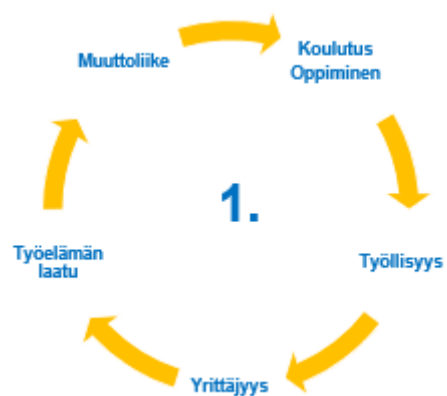 Muuttoliike
Koulutus
Oppiminen
1.
Työelämän
laatu
Työllisyys
Yrittäjyys